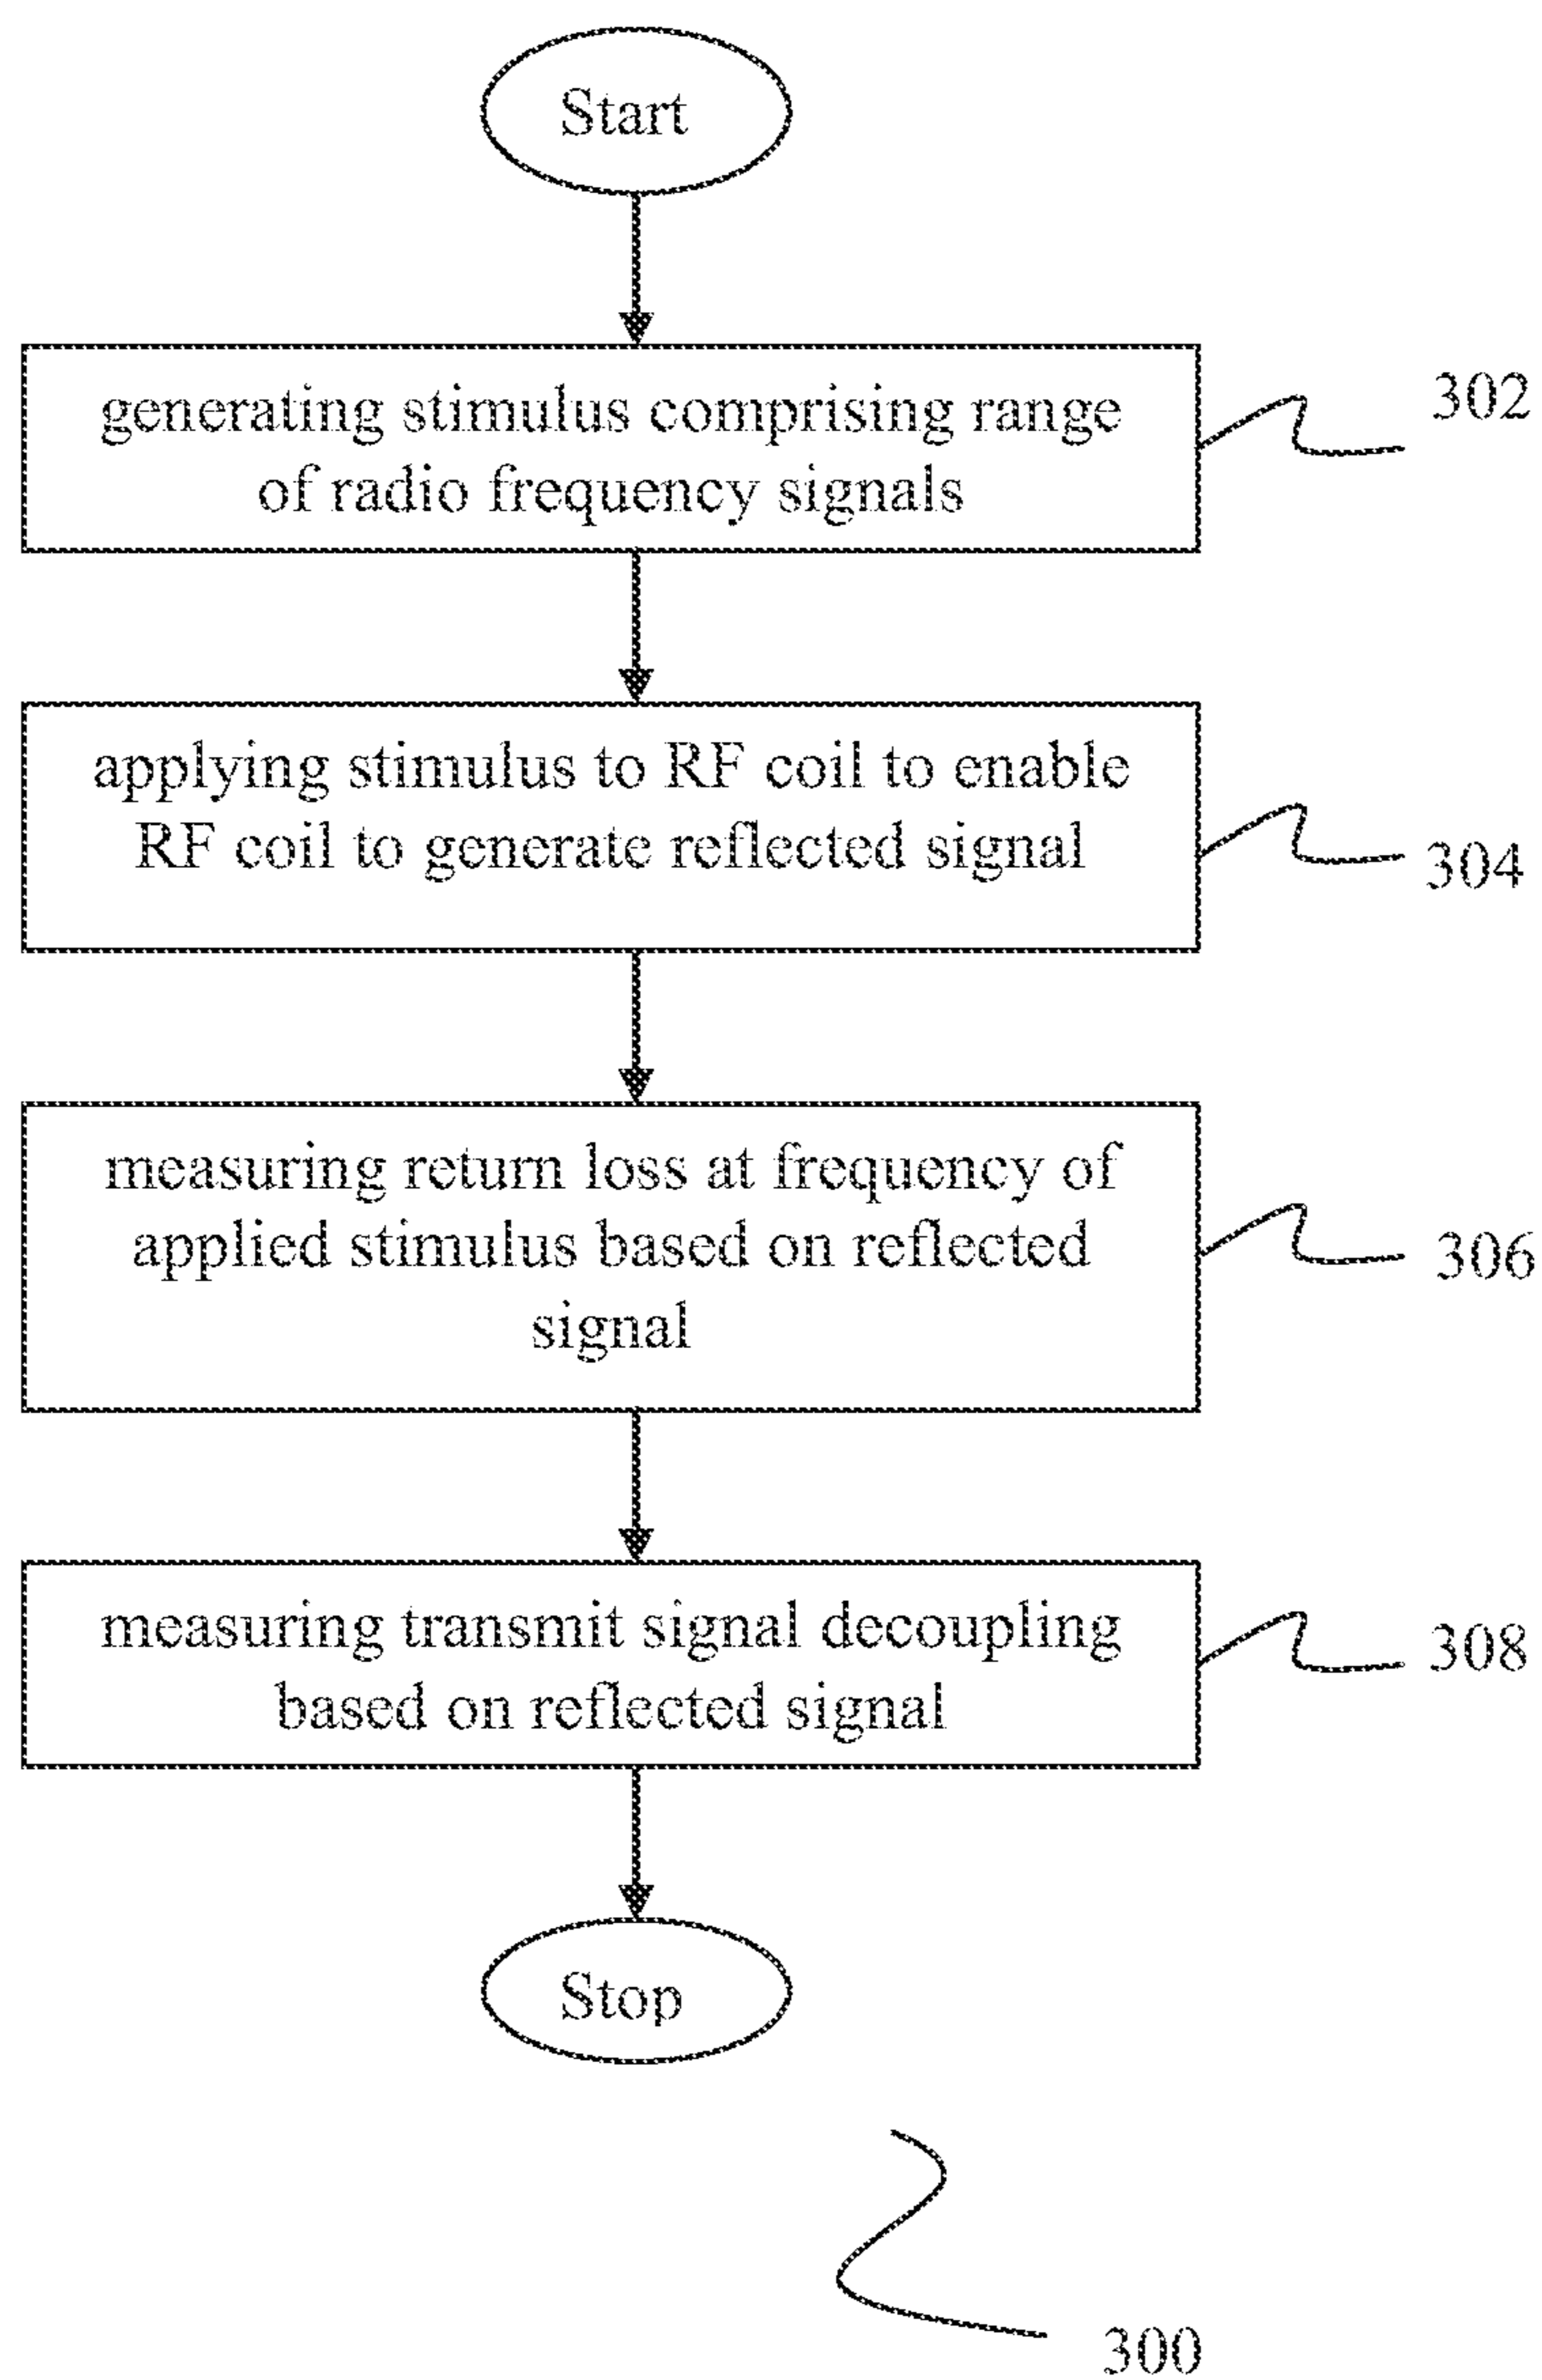 Start
generating stimulus comprising range
of radio frequency signals
302
applying stimulus to RF coil to enable
RF coil to generate reflected signal
304
measuring return loss at frequency of
applied stimulus based on reflected
signal
306
measuring transmit signal decoupling
based on reflected signal
308
Stop
300